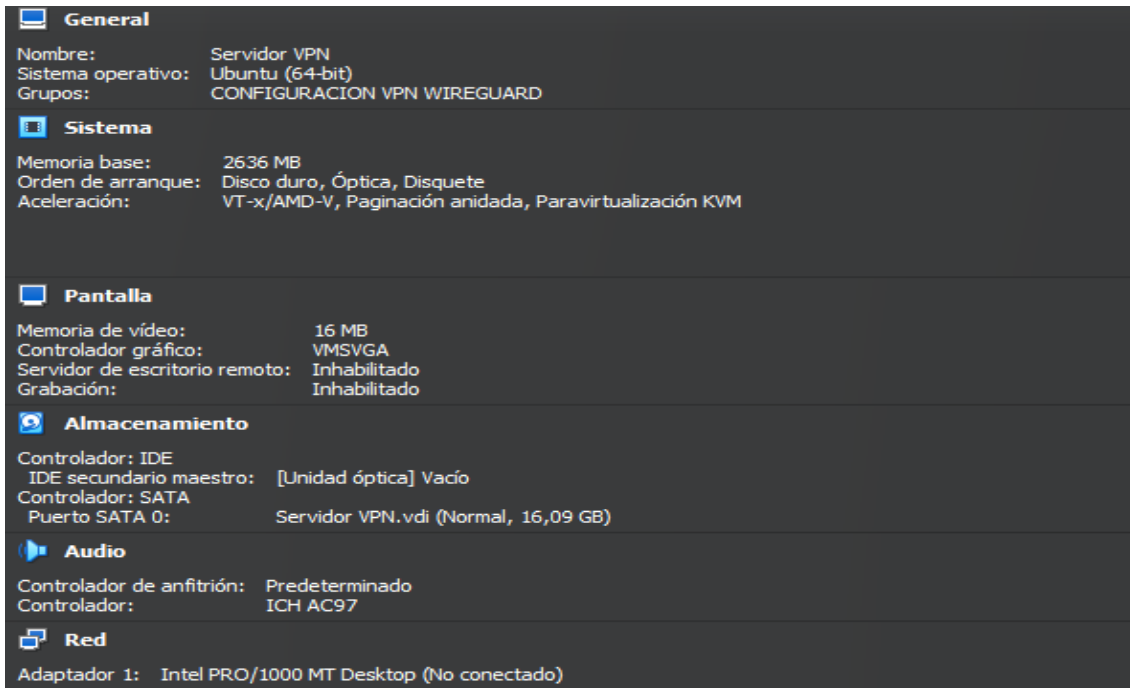 General
Nombre: Servidor VPN
Sistema operativo: Ubuntu (64-bit)
Grupos: CONFIGURACION VPN WIREGUARD
Sistema
Memoria base: 2636 MB
Orden de arranque: Disco duro, Óptica, Disquete
Aceleración: VT-x/AMD-V, Paginación anidada, Paravirtualización KVM
Pantalla
Memoria de vídeo: 16 MB
Controlador gráfico: VMSVGA
Servidor de escritorio remoto: Inhabilitado
Grabación: Inhabilitado
Almacenamiento
Controlador: IDE
IDE secundario maestro: [Unidad óptica] Vacío
Controlador: SATA
Puerto SATA 0: Servidor VPN.vdi (Normal, 16,09 GB)
Audio
Controlador de anfitrión: Predeterminado
Controlador: ICH AC97
Red
Adaptador 1: Intel PRO/1000 MT Desktop (No conectado)